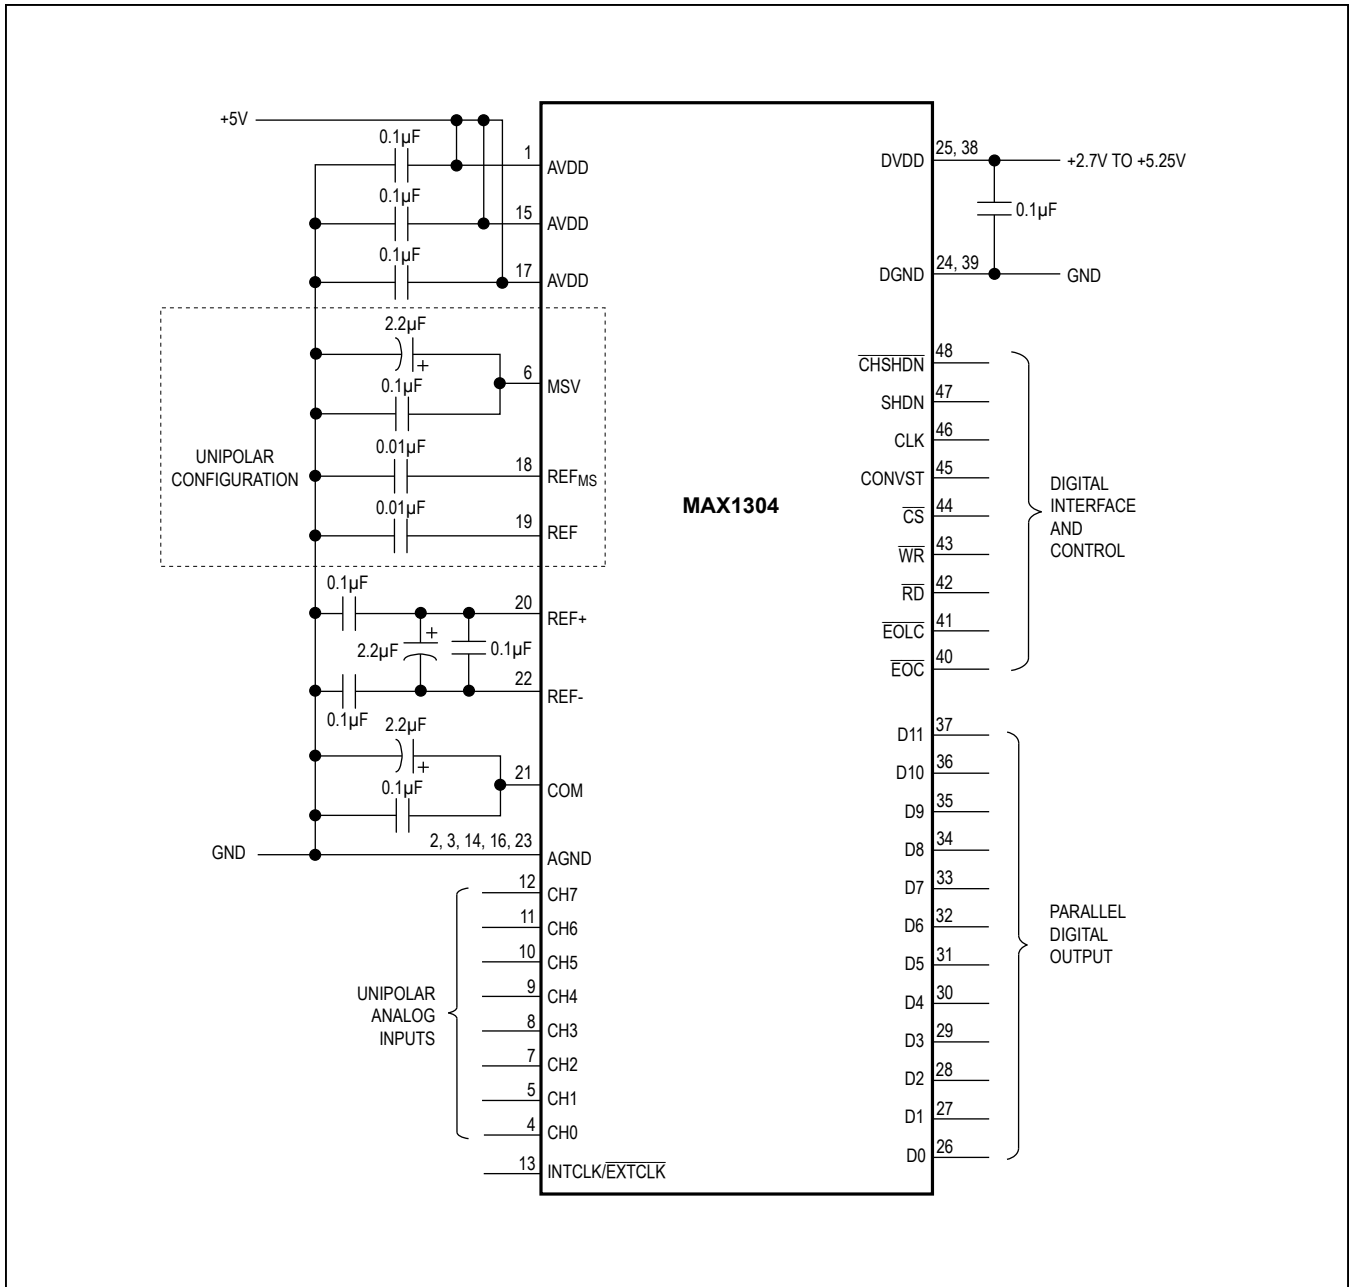 +5V
0.1µF
1
AVDD
0.1µF
15
AVDD
0.1µF
17
AVDD
2.2µF
+
6
MSV
0.1µF
UNIPOLAR
CONFIGURATION
0.01µF
18
REFMS
0.01µF
19
REF
0.1µF
20
REF+
+
2.2µF
0.1µF
22
REF-
0.1µF
2.2µF
+
21
COM
0.1µF
GND
2, 3, 14, 16, 23
AGND
12
CH7
11
CH6
10
CH5
9
CH4
8
CH3
7
CH2
5
CH1
4
CH0
UNIPOLAR
ANALOG
INPUTS
13
INTCLK/EXTCLK
MAX1304
DVDD
25, 38
+2.7V TO +5.25V
0.1µF
DGND
24, 39
GND
CHSHDN
48
SHDN
47
CLK
46
CONVST
45
CS
44
WR
43
RD
42
EOLC
41
EOC
40
DIGITAL
INTERFACE
AND
CONTROL
D11
37
D10
36
D9
35
D8
34
D7
33
D6
32
D5
31
D4
30
D3
29
D2
28
D1
27
D0
26
PARALLEL
DIGITAL
OUTPUT